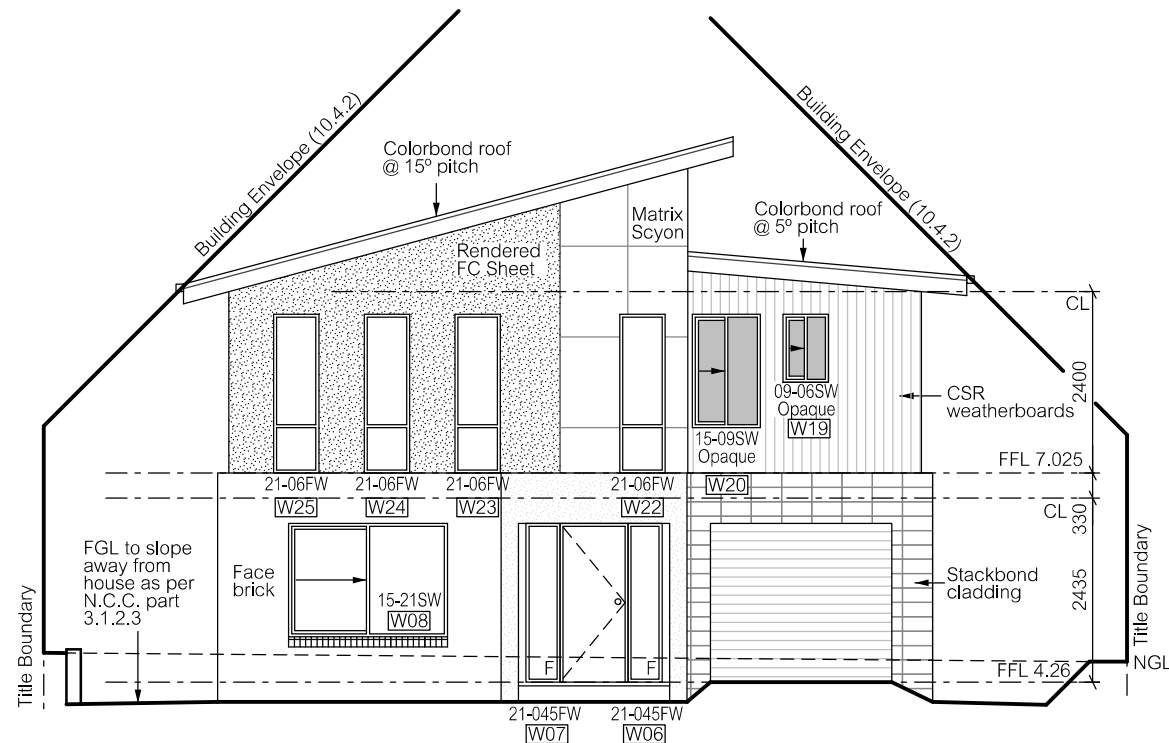 Building Envelope (10.4.2)
Building Envelope (10.4.2)
Colorbond roof
@ 15º pitch
Matrix
Scyon
Colorbond roof
@ 5º pitch
Rendered
FC Sheet
CL
2400
09-06SW
Opaque
W19
CSR
weatherboards
15-09SW
Opaque
W20
FFL 7.025
21-06FW
W25
21-06FW
W24
21-06FW
W23
21-06FW
W22
CL
330
FGL to slope
away from
house as per
N.C.C. part
3.1.2.3
Face
brick
15-21SW
W08
Stackbond
cladding
2435
Title Boundary
Title Boundary
F
F
FFL 4.26
NGL
21-045FW
W07
21-045FW
W06